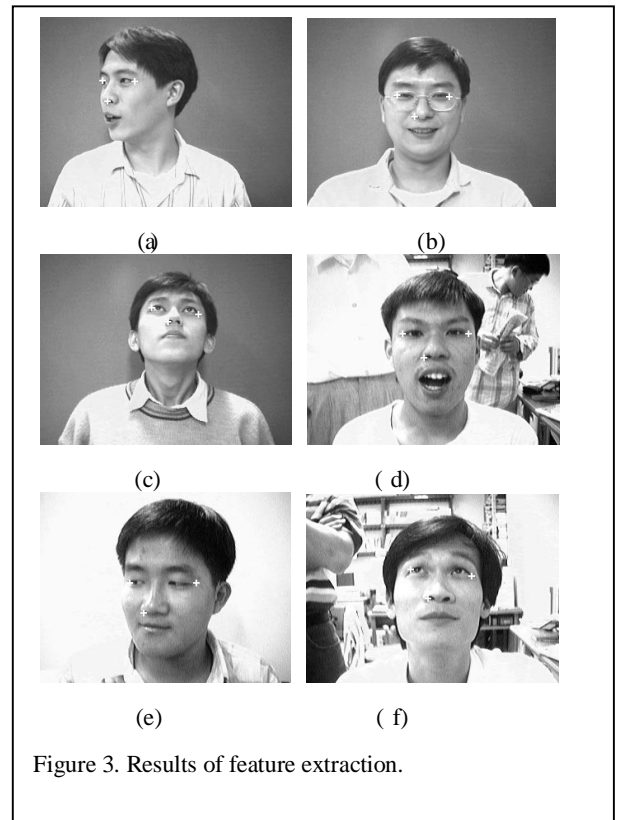 (a)
(b)
(c)
( d)
(e)
( f)
Figure 3. Results of feature extraction.